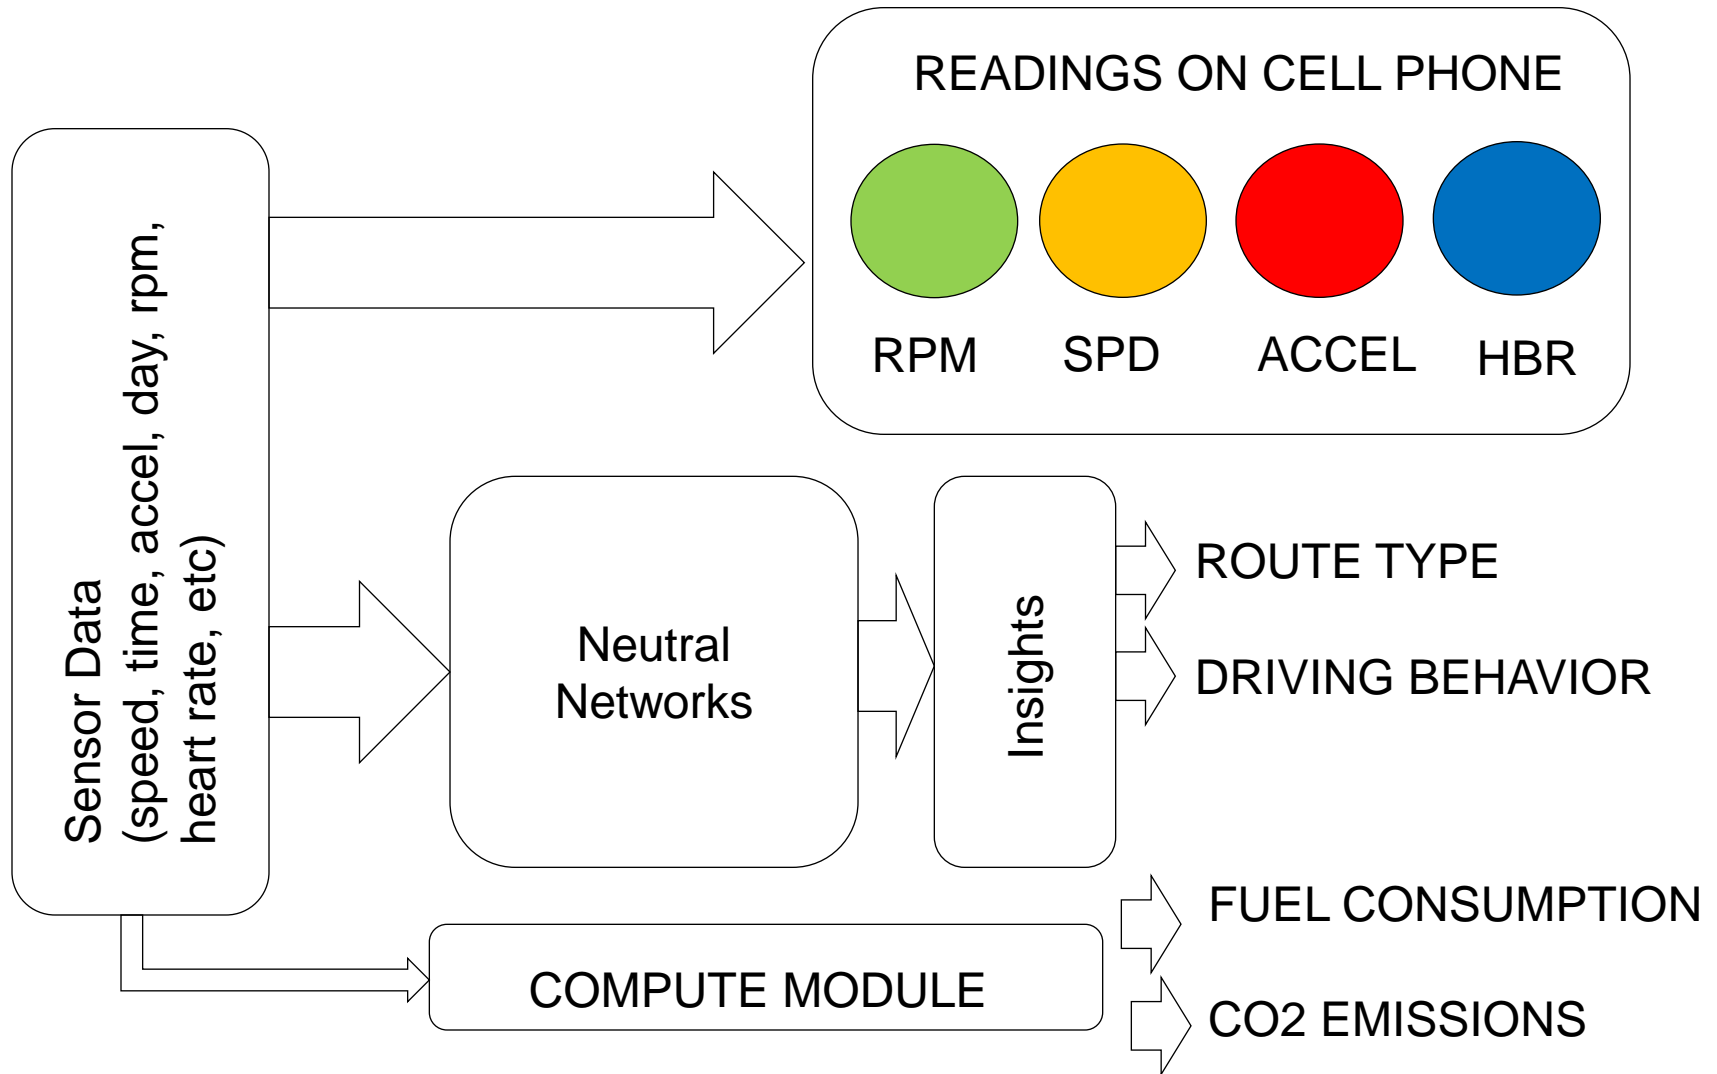 READINGS ON CELL PHONE
RPM
SPD
ACCEL
HBR
Sensor Data
(speed, time, accel, day, rpm,
heart rate, etc)
Neutral
Networks
Insights
ROUTE TYPE
DRIVING BEHAVIOR
COMPUTE MODULE
FUEL CONSUMPTION
CO2 EMISSIONS